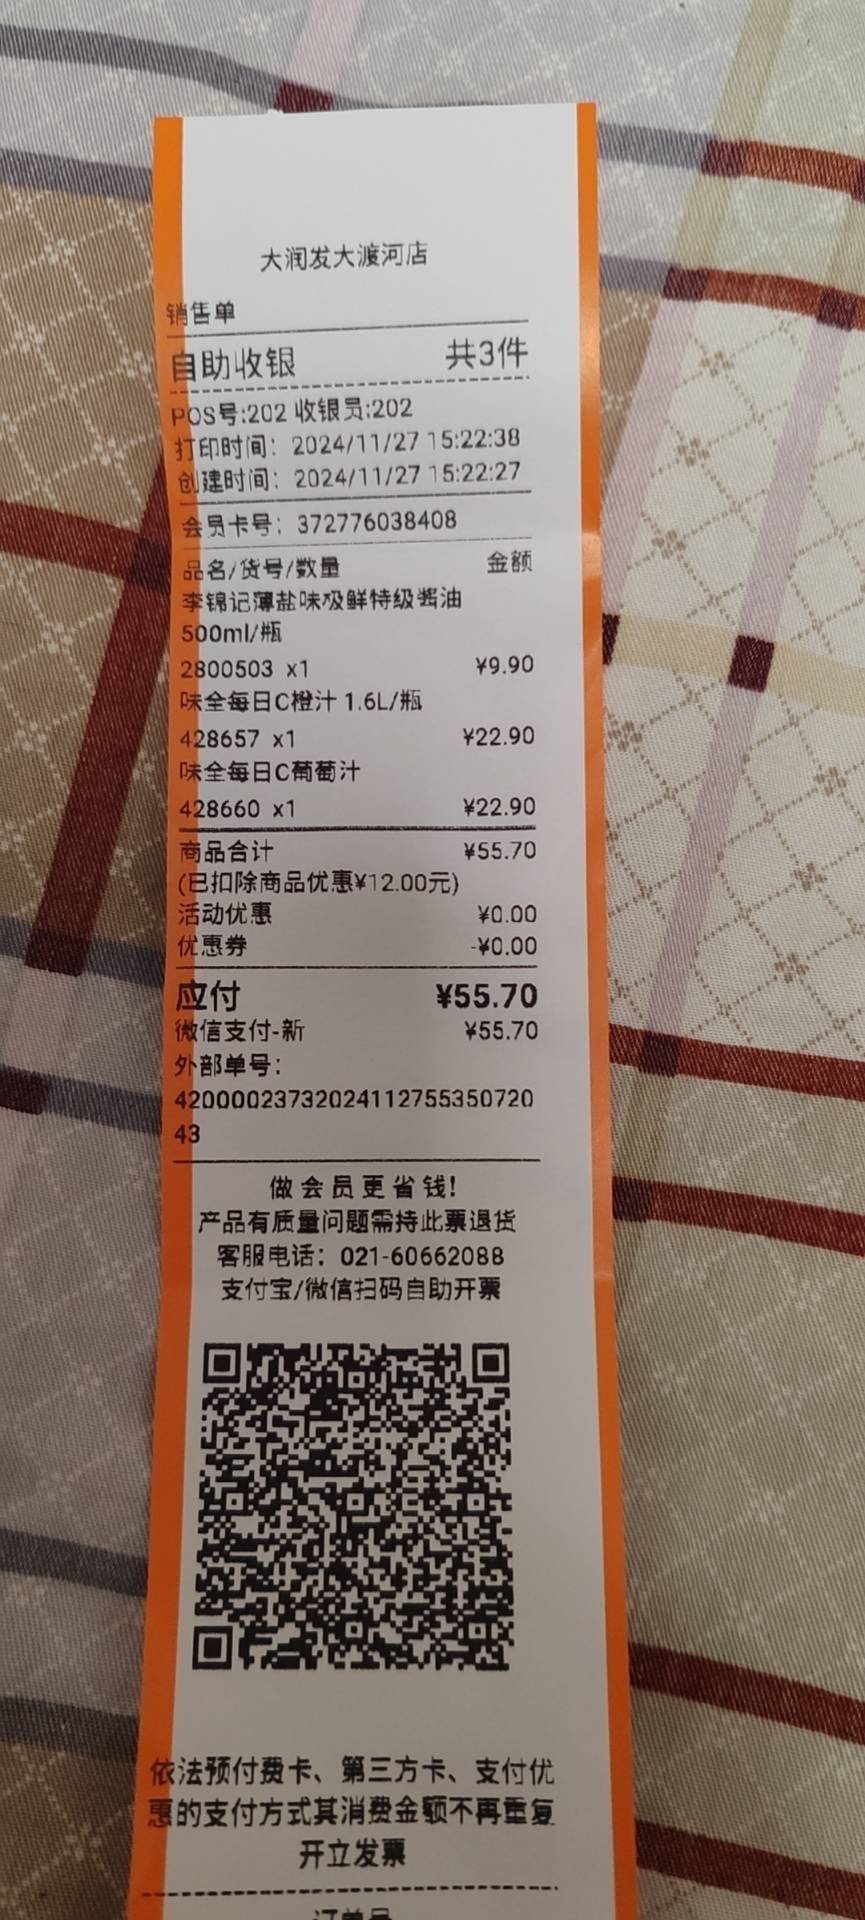 大润发大渡河店
销售单
自助收银 共3件
POS号:202 收银员:202
打印时间: 2024/11/27 15:22:38
创建时间: 2024/11/27 15:22:27
会员卡号: 372776038408
品名/货号/数量 金额
李锦记薄盐味极鲜特级酱油
500ml/瓶
2800503 x1 ¥9.90
味全每日C橙汁 1.6L/瓶
428657 x1 ¥22.90
味全每日C葡萄汁
428660 x1 ¥22.90
商品合计 ¥55.70
(已扣除商品优惠¥12.00元)
活动优惠 ¥0.00
优惠券 -¥0.00
应付 ¥55.70
微信支付-新 ¥55.70
外部单号:
42000023732024112755350720
43
做会员更省钱!
产品有质量问题需持此票退货
客服电话: 021-60662088
支付宝/微信扫码自助开票
依法预付费卡、第三方卡、支付优
惠的支付方式其消费金额不再重复
开立发票
订单号